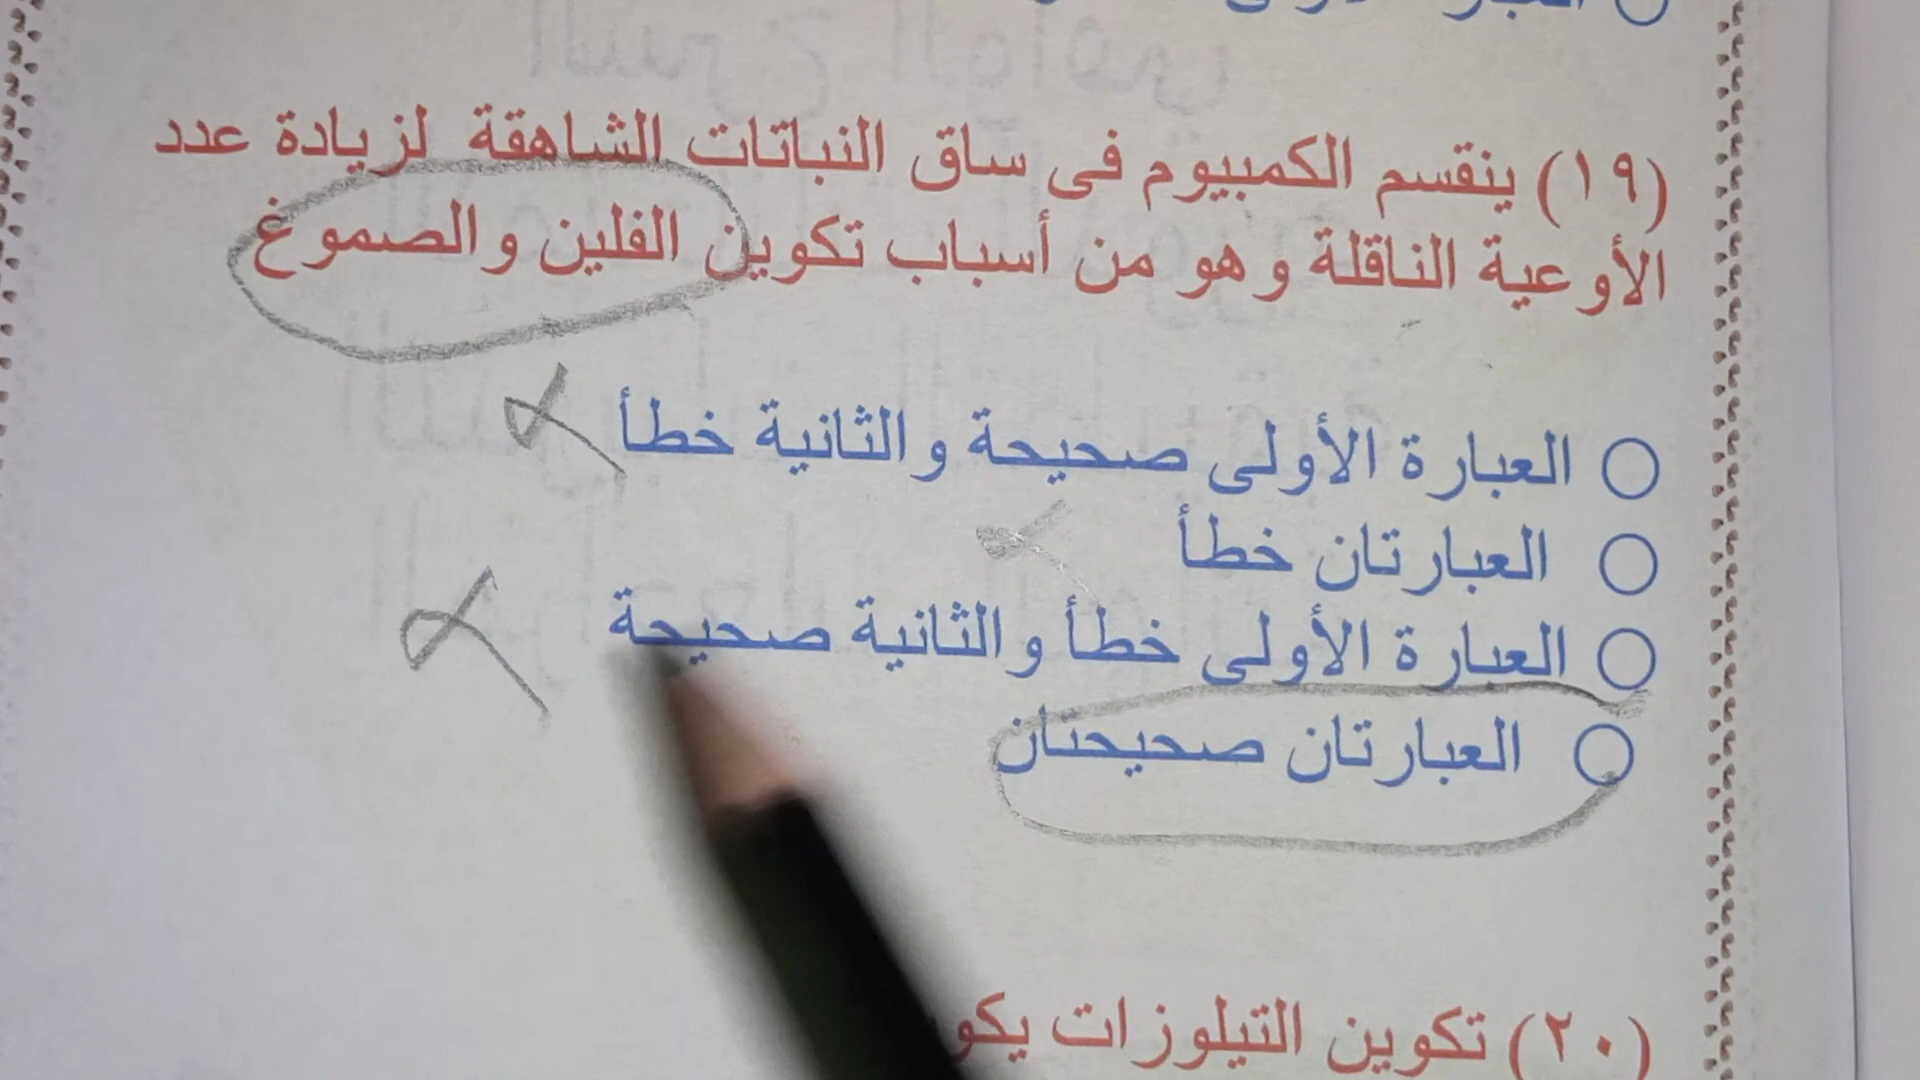 (١٩) ينقسم الكمبيوم فى ساق النباتات الشاهقة لزيادة عدد
الأوعية الناقلة وهو من أسباب تكوين الفلين والصموغ
العبارة الأولى صحيحة والثانية خطأ
العبارتان خطأ
العبارة الأولى خطأ والثانية صحيحة
العبارتان صحيحتان
(٢٠) تكوين التيلوزات